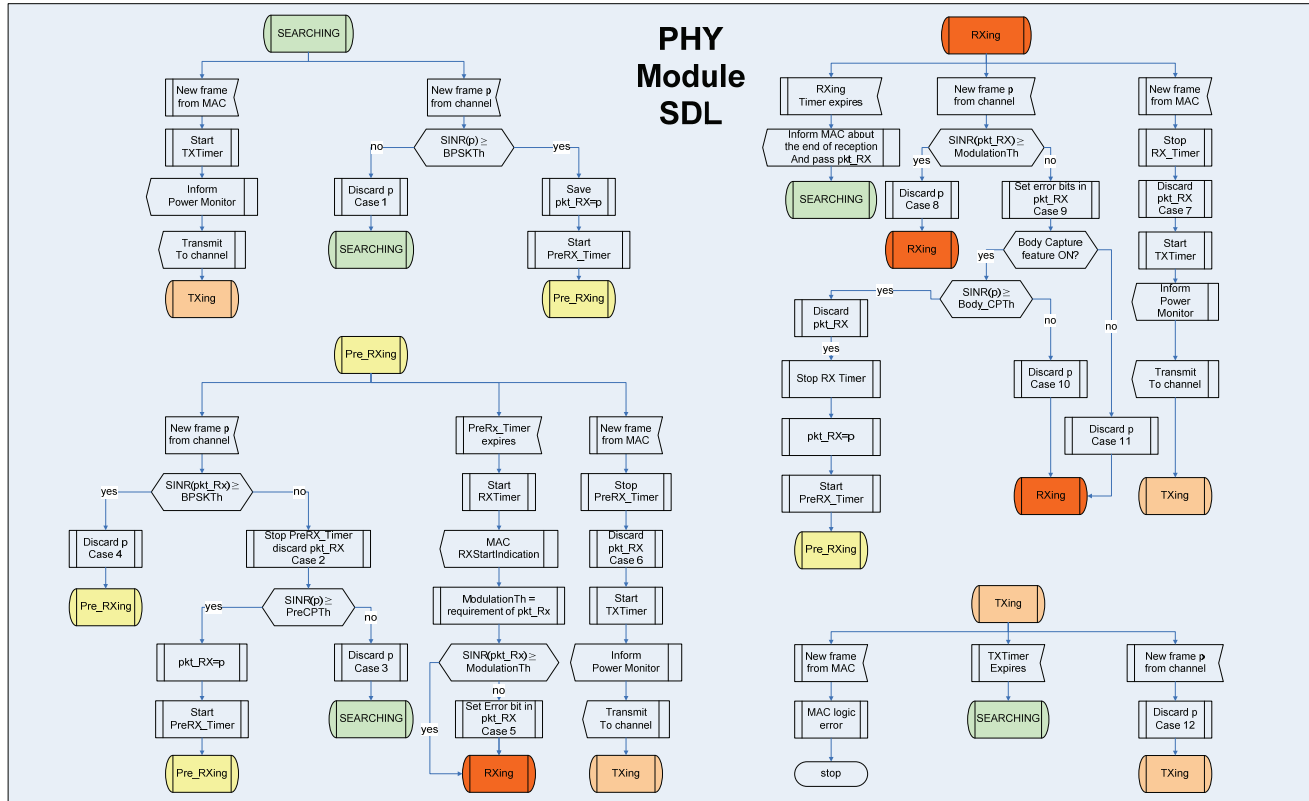 PHY
Module
SDL
SEARCHING
New frame
from MAC
Start
TXTimer
Inform
Power Monitor
Transmit
To channel
TXing
New frame p
from channel
SINR(p) ≥
BPSKTh
no
yes
Discard p
Case 1
SEARCHING
Save
pkt_RX=p
Start
PreRX_Timer
Pre_RXing
Pre_RXing
New frame p
from channel
SINR(pkt_Rx) ≥
BPSKTh
yes
no
Discard p
Case 4
Pre_RXing
Stop PreRX_Timer
discard pkt_RX
Case 2
SINR(p) ≥
PreCPTh
yes
no
pkt_RX=p
Start
PreRX_Timer
Pre_RXing
Discard p
Case 3
SEARCHING
PreRx_Timer
expires
Start
RXTimer
MAC
RXStartIndication
ModulationTh =
requirement of pkt_Rx
SINR(pkt_Rx) ≥
ModulationTh
no
yes
Set Error bit in
pkt_RX
Case 5
RXing
New frame
from MAC
Stop
PreRX_Timer
Discard
pkt_RX
Case 6
Start
TXTimer
Inform
Power Monitor
Transmit
To channel
TXing
RXing
RXing
Timer expires
Inform MAC about
the end of reception
And pass pkt_RX
SEARCHING
New frame p
from channel
SINR(pkt_RX) ≥
ModulationTh
yes
no
Discard p
Case 8
RXing
Set error bits in
pkt_RX
Case 9
Body Capture
feature ON?
yes
no
SINR(p) ≥
Body_CPTh
yes
no
Discard
pkt_RX
yes
Stop RX Timer
pkt_RX=p
Start
PreRX_Timer
Pre_RXing
Discard p
Case 10
Discard p
Case 11
RXing
New frame
from MAC
Stop
RX_Timer
Discard
pkt_RX
Case 7
Start
TXTimer
Inform
Power
Monitor
Transmit
To channel
TXing
TXing
New frame
from MAC
MAC logic
error
stop
TXTimer
Expires
SEARCHING
New frame p
from channel
Discard p
Case 12
TXing